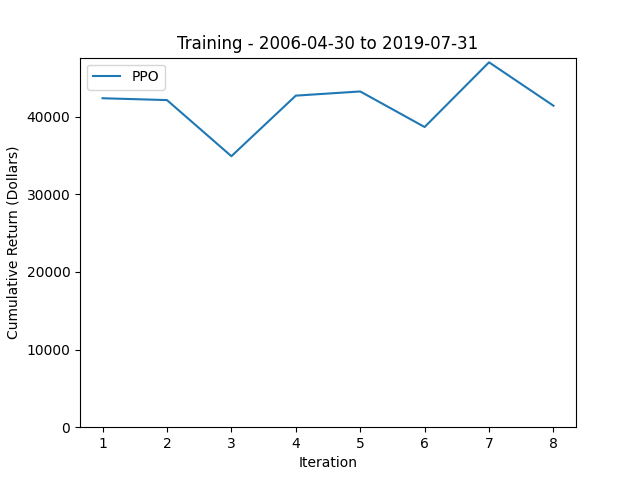 Training - 2006-04-30 to 2019-07-31
PPO
Cumulative Return (Dollars)
40000
30000
20000
10000
0
1 2 3 4 5 6 7 8
Iteration